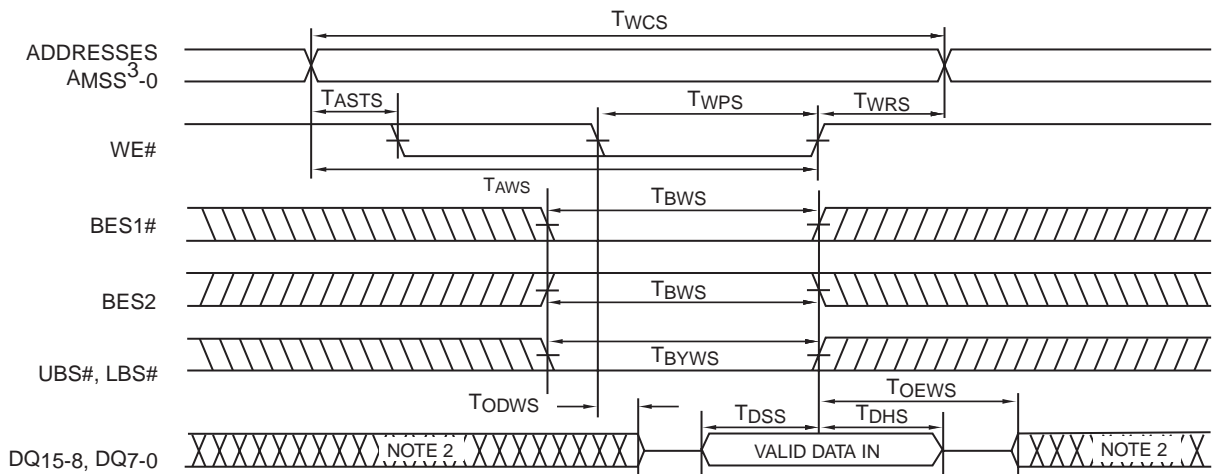 TWCS
ADDRESSES
AMSS3-0
TASTS
TWPS
TWRS
WE#
TAWS
TBWS
BES1#
BES2
TBWS
TBYWS
UBS#, LBS#
TODWS
TOEWS
TDSS
TDHS
NOTE 2
VALID DATA IN
NOTE 2
DQ15-8, DQ7-0